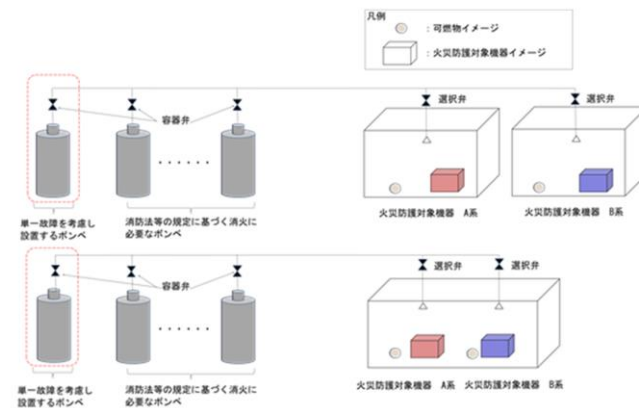 凡例
：可燃物イメージ
：火災防護対象機器イメージ
選択弁
選択弁
容器弁
単一故障を考慮し
設置するボンベ
消防法等の規定に基づく消火に
必要なボンベ
火災防護対象機器　A系
火災防護対象機器　B系
選択弁
選択弁
容器弁
単一故障を考慮し
設置するボンベ
消防法等の規定に基づく消火に
必要なボンベ
火災防護対象機器　A系
火災防護対象機器　B系